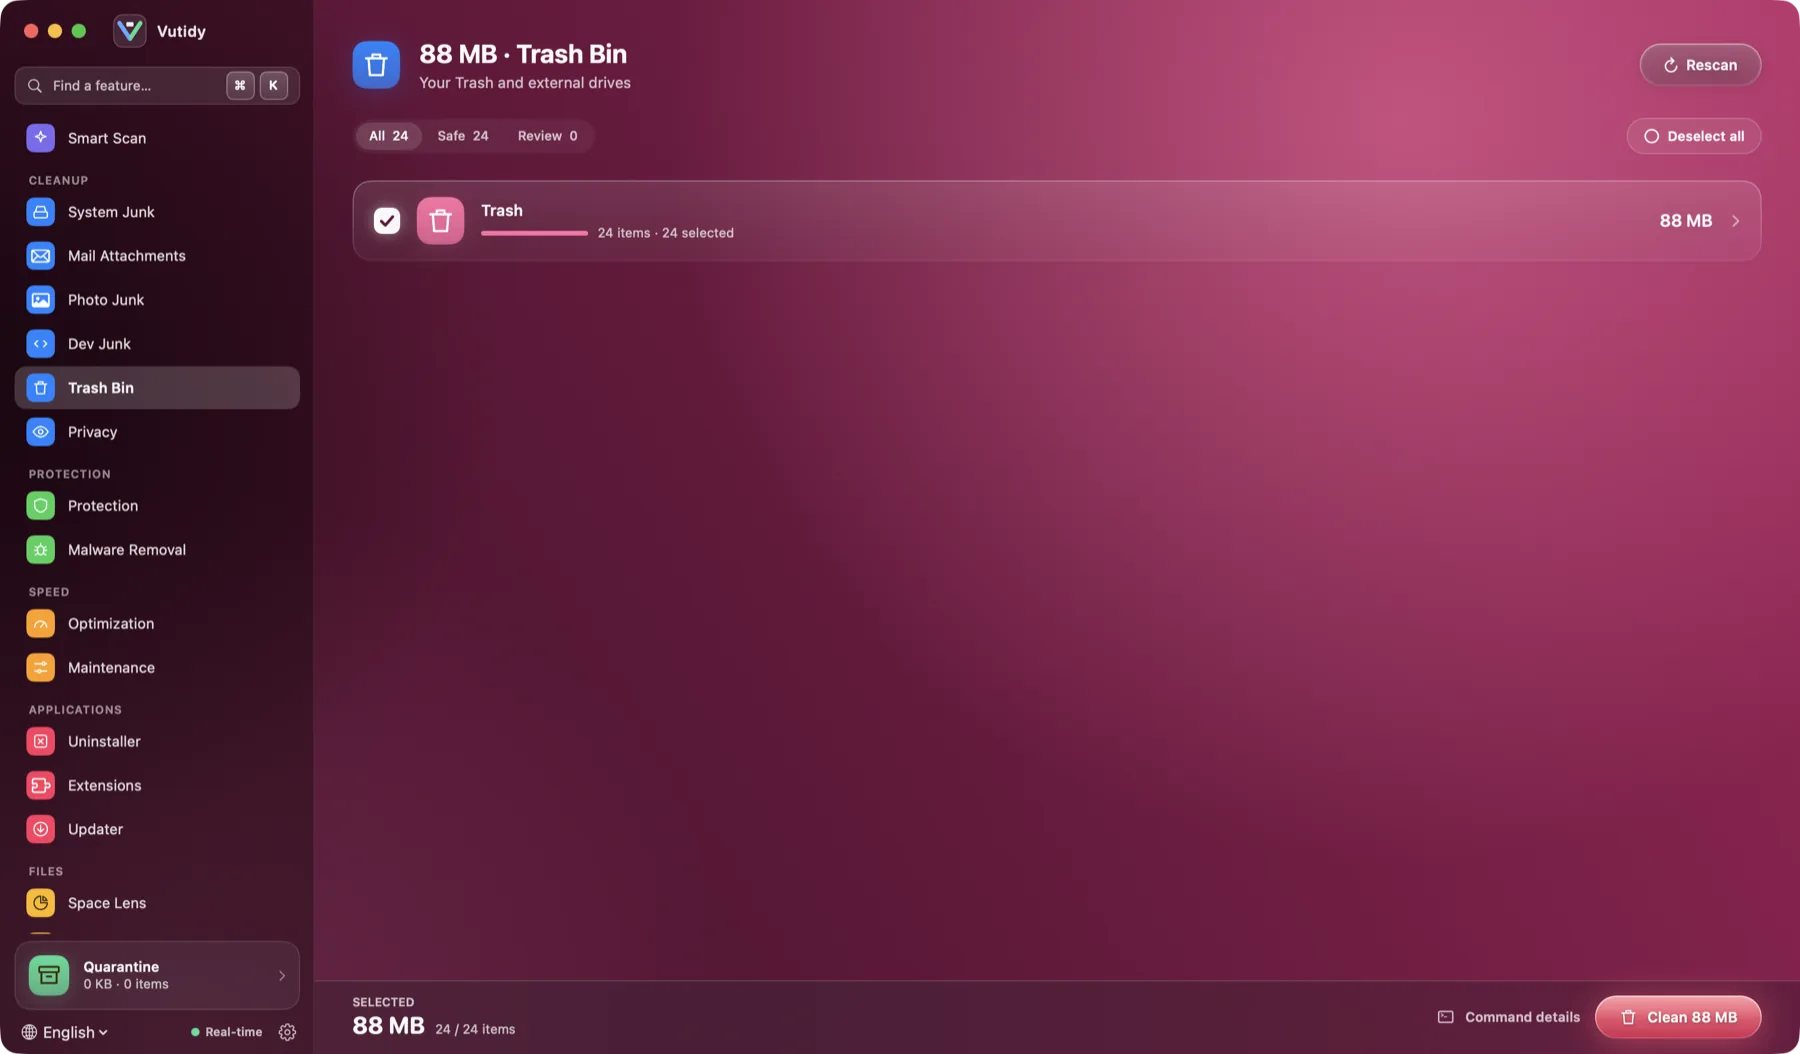 Vutidy
Find a feature...
⌘ K
Smart Scan
CLEANUP
System Junk
Mail Attachments
Photo Junk
Dev Junk
Trash Bin
Privacy
PROTECTION
Protection
Malware Removal
SPEED
Optimization
Maintenance
APPLICATIONS
Uninstaller
Extensions
Updater
FILES
Space Lens
Quarantine
0 KB · 0 items
English
Real-time
88 MB · Trash Bin
Your Trash and external drives
Rescan
All 24 Safe 24 Review 0
Deselect all
Trash
24 items · 24 selected
88 MB
SELECTED
88 MB 24 / 24 items
Command details
Clean 88 MB